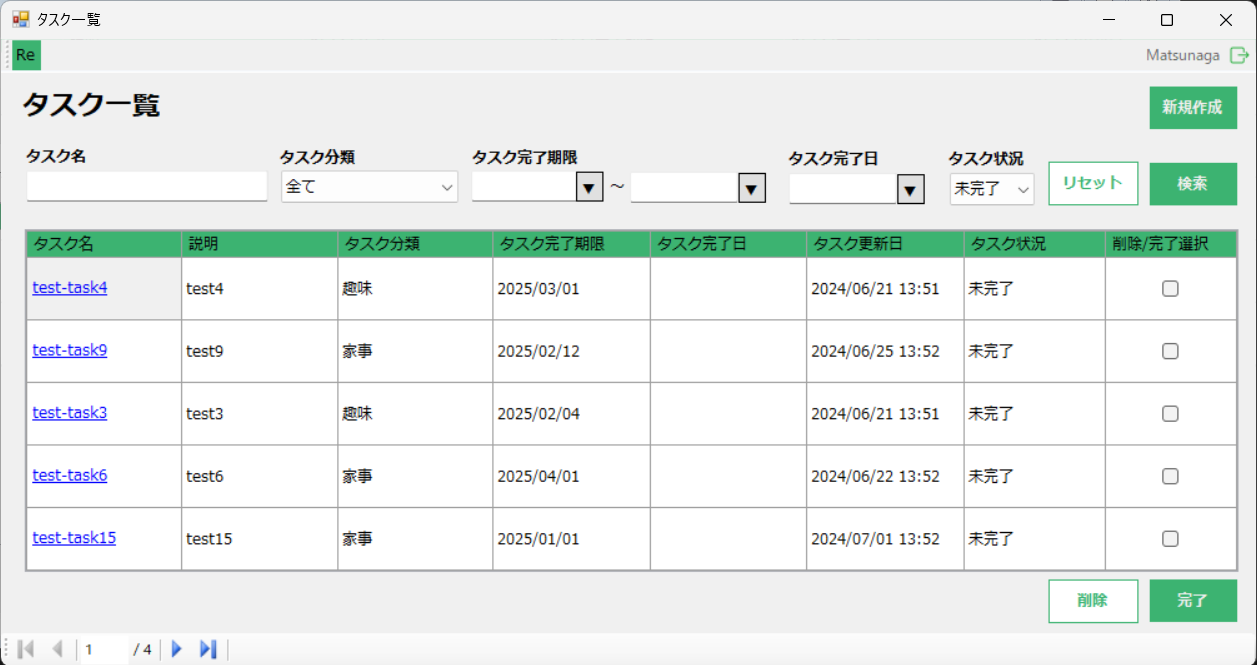 タスク一覧
Re
Matsunaga
タスク一覧
新規作成
タスク名 タスク分類 タスク完了期限 タスク完了日 タスク状況
全て ▼ ～ ▼ ▼ 未完了 リセット 検索
タスク名 説明 タスク分類 タスク完了期限 タスク完了日 タスク更新日 タスク状況 削除/完了選択
test-task4 test4 趣味 2025/03/01 2024/06/21 13:51 未完了
test-task9 test9 家事 2025/02/12 2024/06/25 13:52 未完了
test-task3 test3 趣味 2025/02/04 2024/06/21 13:51 未完了
test-task6 test6 家事 2025/04/01 2024/06/22 13:52 未完了
test-task15 test15 家事 2025/01/01 2024/07/01 13:52 未完了
削除 完了
1 / 4